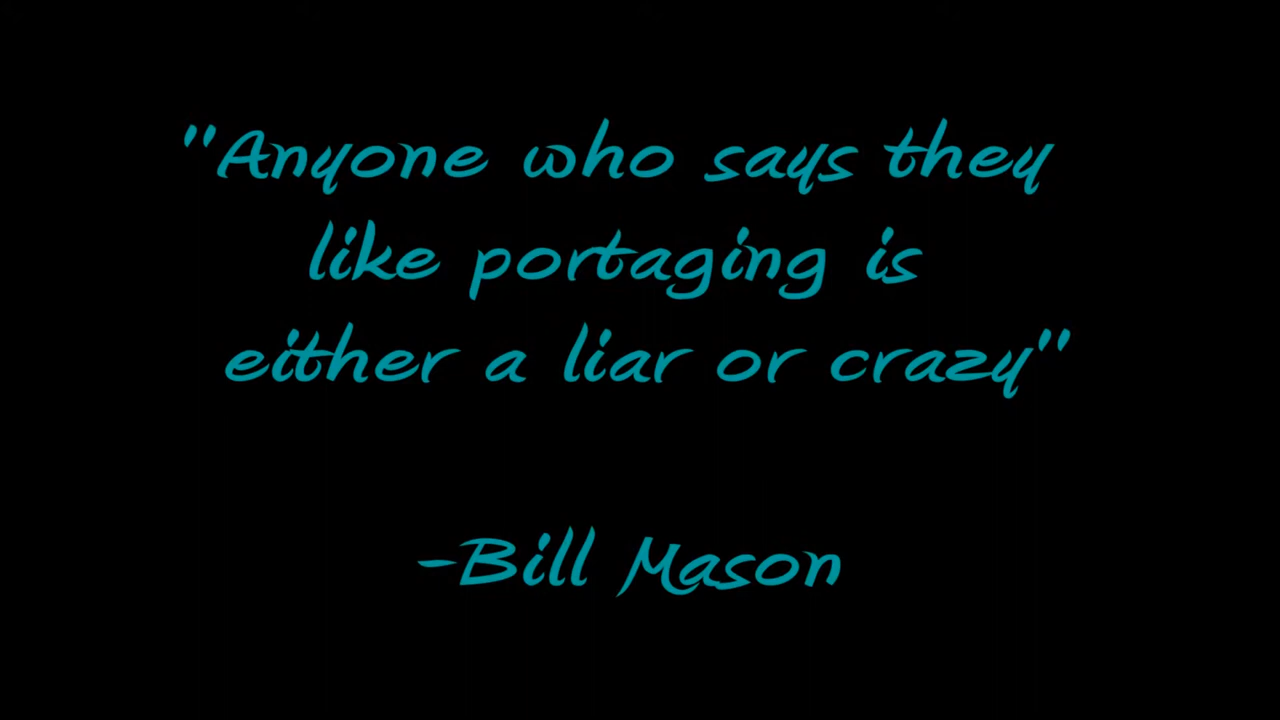 "Anyone who says they
like portaging is
either a liar or crazy"
-Bill Mason